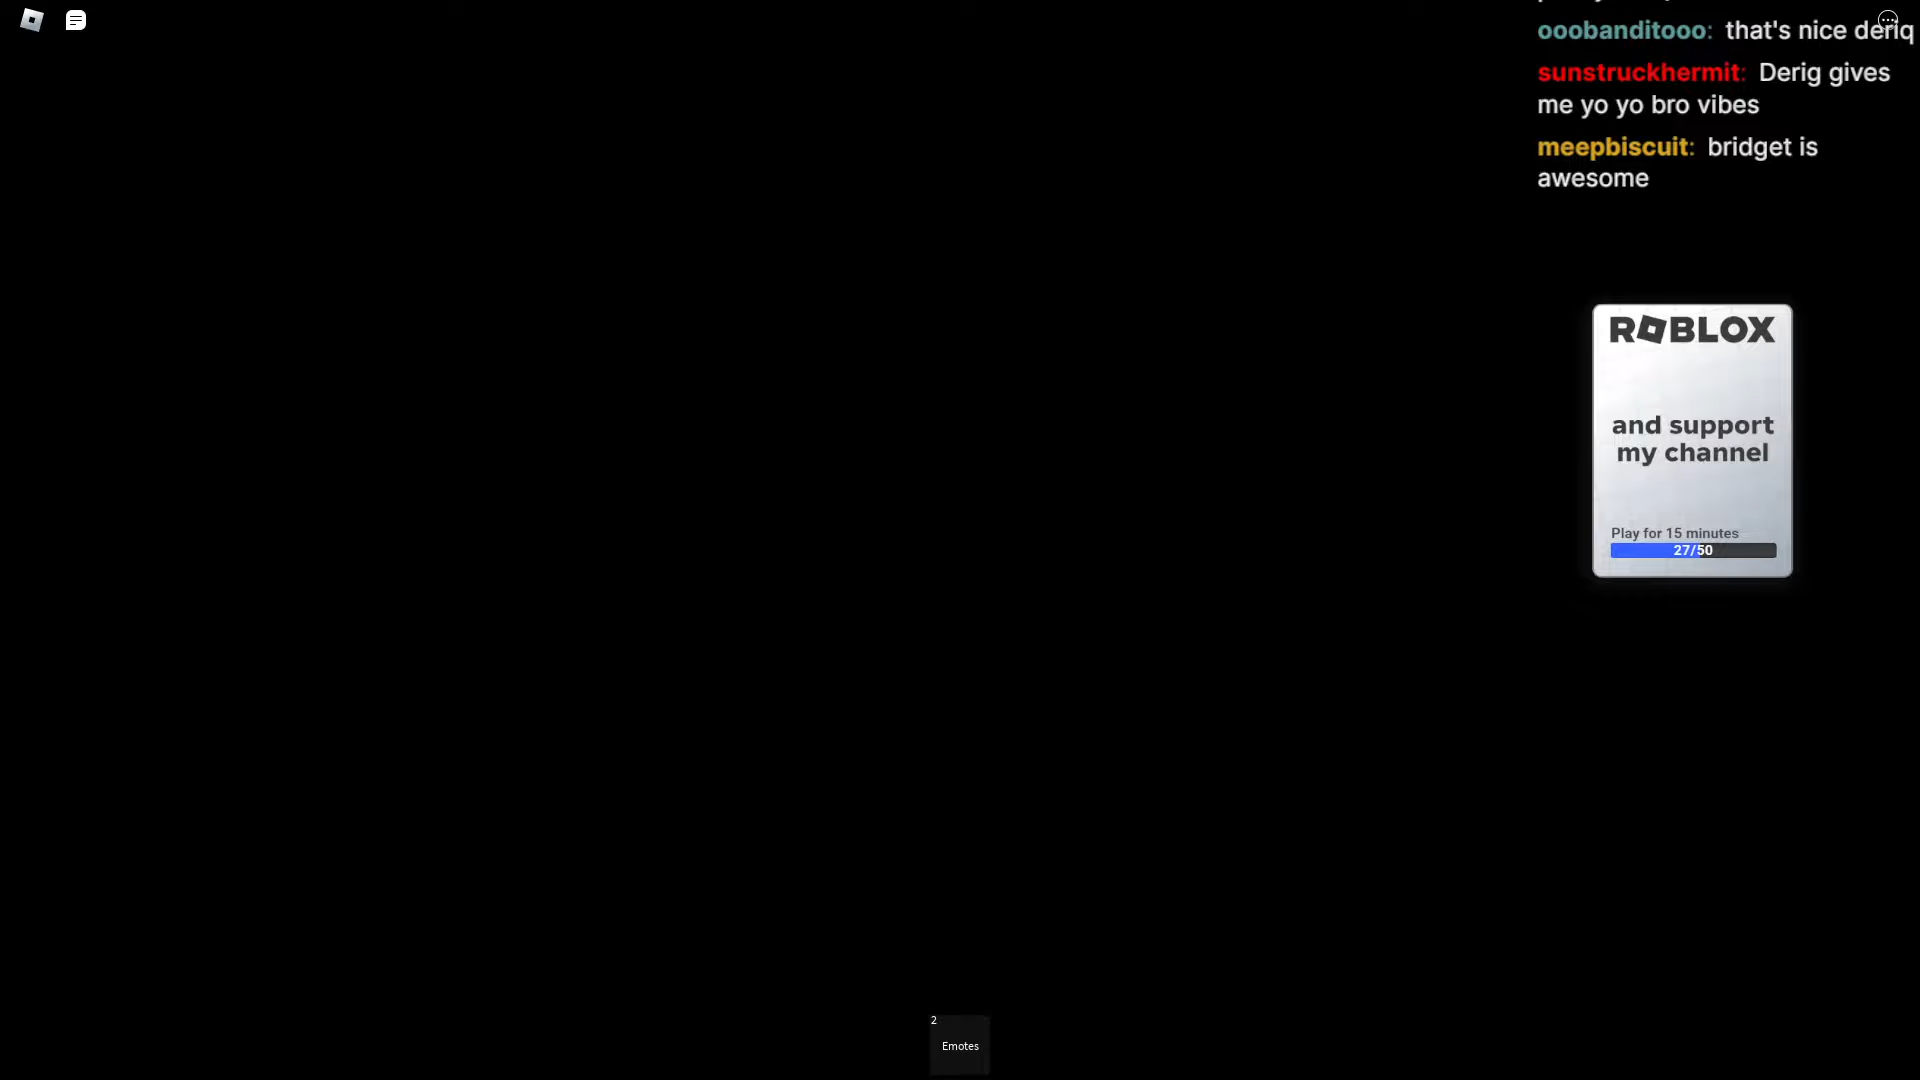 ooobanditooo: that's nice deriq
sunstruckhermit: Derig gives
me yo yo bro vibes
meepbiscuit: bridget is
awesome
ROBLOX
and support
my channel
Play for 15 minutes
27/50
2
Emotes